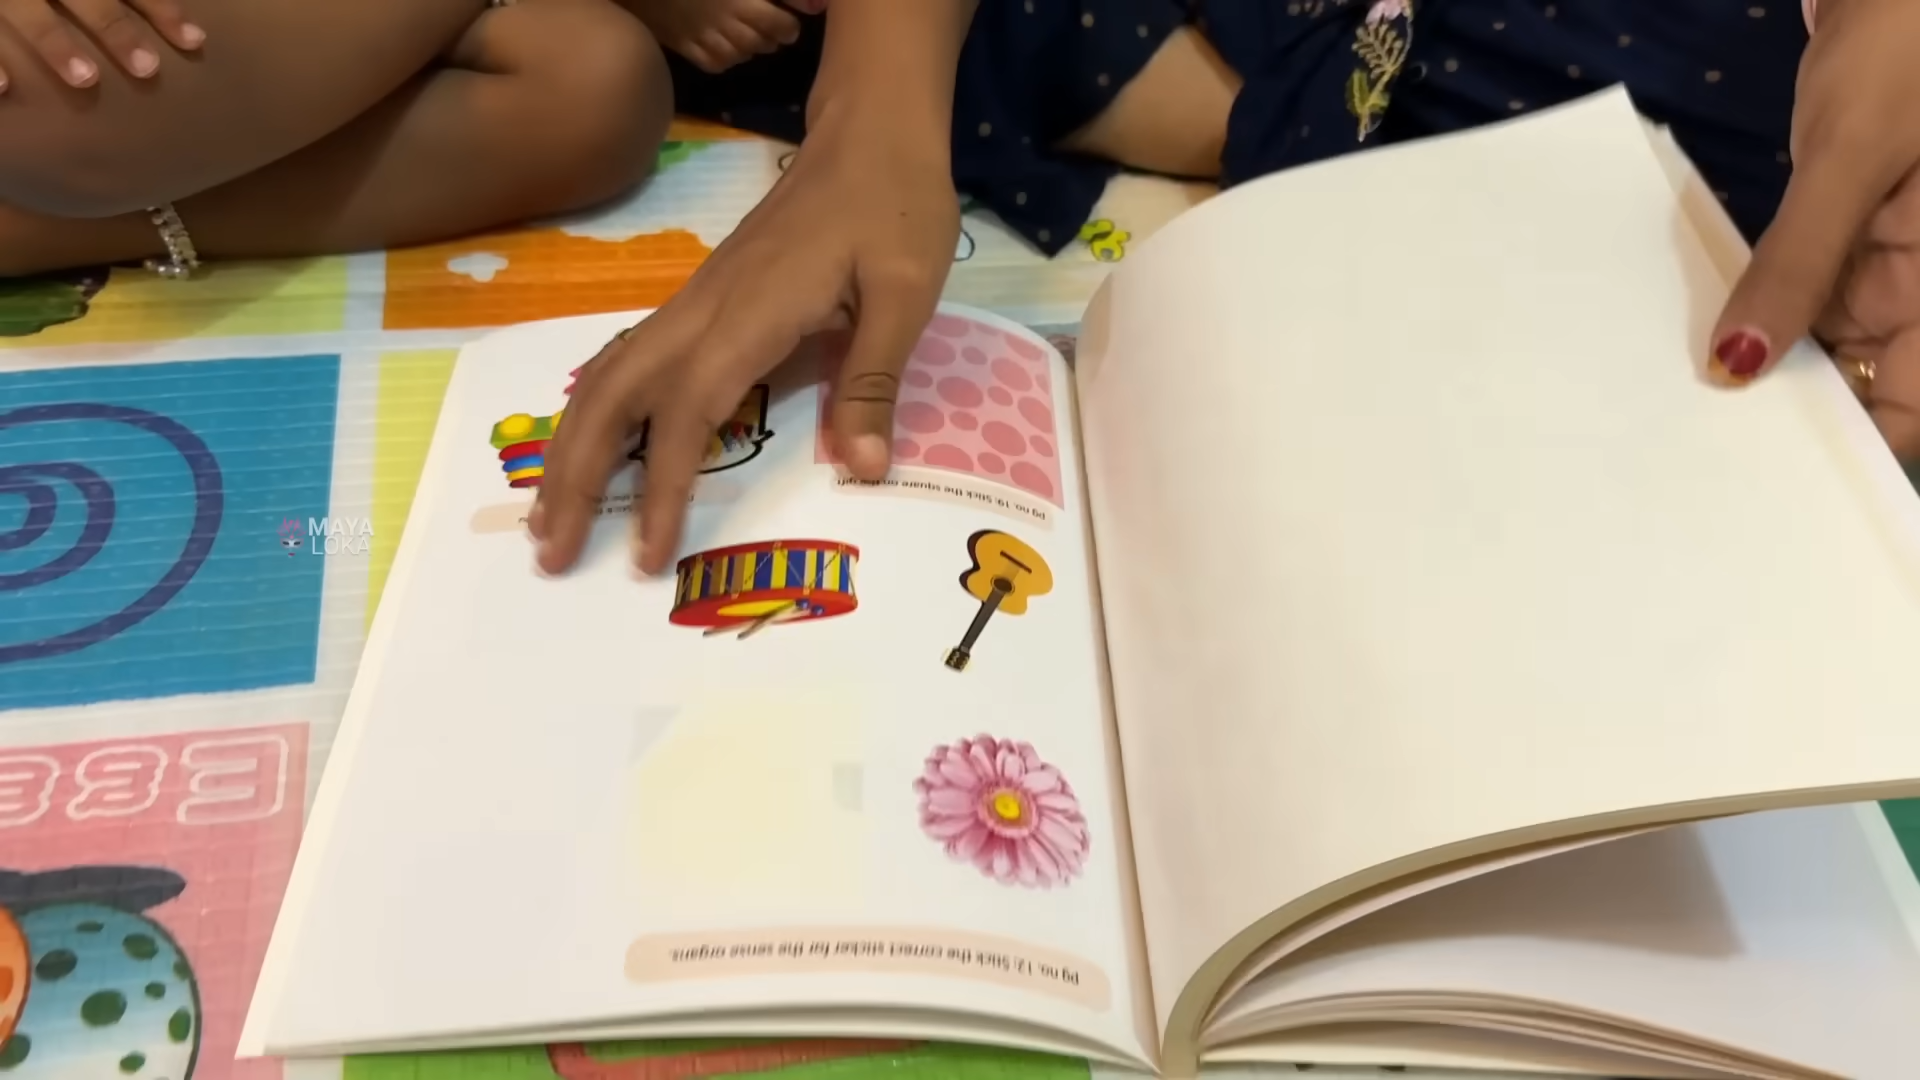 MAYA
LOKA
pg no. 19: Stick the square on the gift.
pg no. 12: Stick the correct sticker for the sense organs.